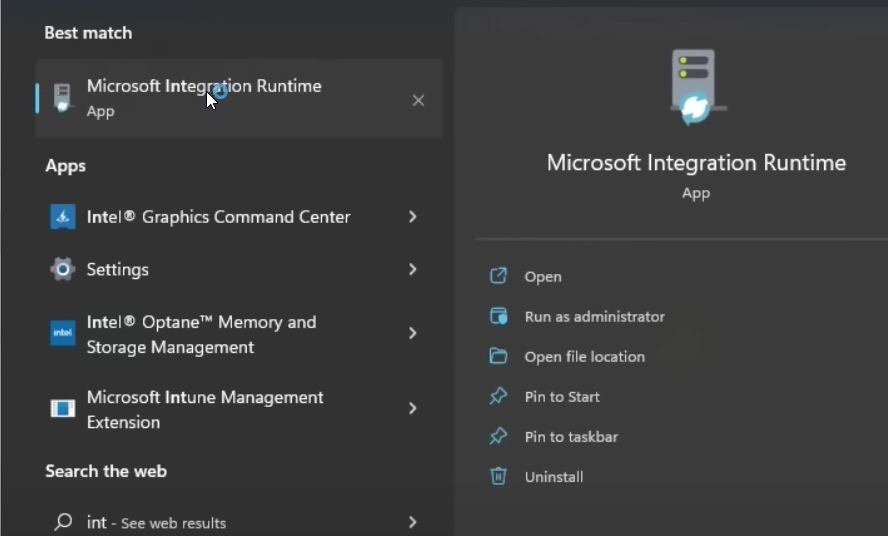 Best match
Microsoft Integration Runtime
App
Apps
Intel® Graphics Command Center
Settings
intel
Intel® Optane™ Memory and
Storage Management
Microsoft Intune Management
Extension
Search the web
int - See web results
Microsoft Integration Runtime
App
Open
Run as administrator
Open file location
Pin to Start
Pin to taskbar
Uninstall